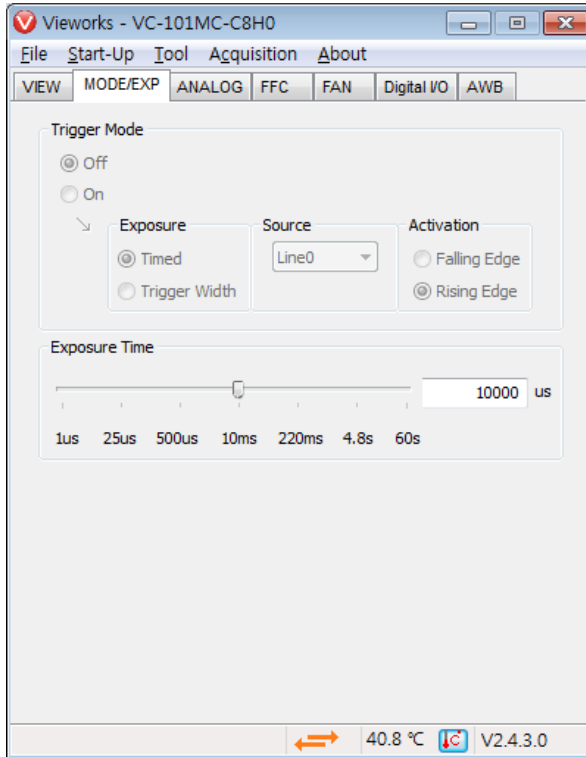 Vieworks - VC-101MC-C8H0
File Start-Up Tool Acquisition About
VIEW MODE/EXP ANALOG FFC FAN Digital I/O AWB
Trigger Mode
Off
On
Exposure Source Activation
Timed Line0 Falling Edge
Trigger Width Rising Edge
Exposure Time
10000 us
1us 25us 500us 10ms 220ms 4.8s 60s
40.8 ℃ C V2.4.3.0